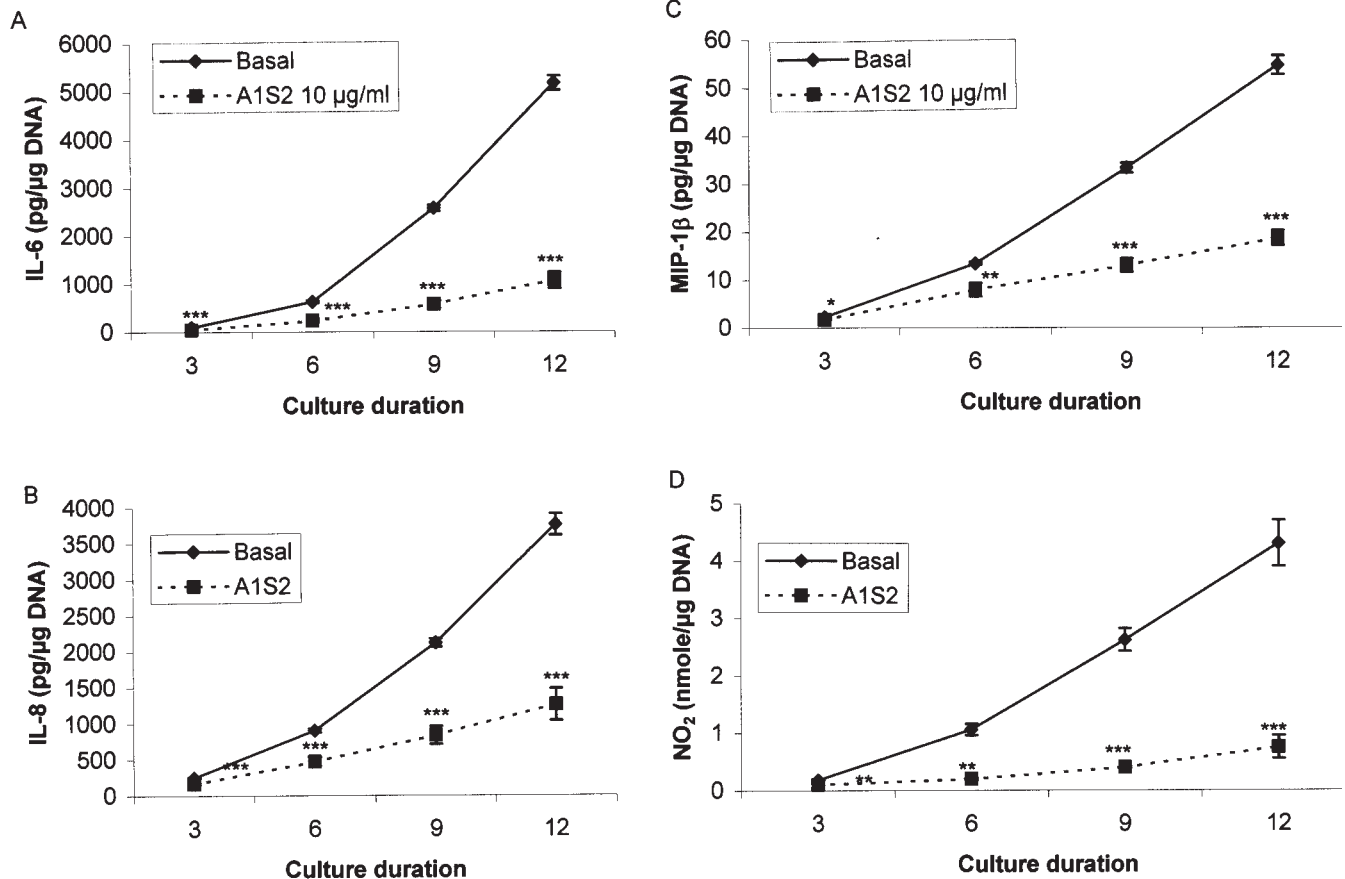 A
IL-6 (pg/µg DNA)
6000
5000
4000
3000
2000
1000
0
Basal
A1S2 10 µg/ml
***
***
***
***
3 6 9 12
Culture duration
C
MIP-1β (pg/µg DNA)
60
50
40
30
20
10
0
Basal
A1S2 10 µg/ml
*
**
***
***
3 6 9 12
Culture duration
B
IL-8 (pg/µg DNA)
4000
3500
3000
2500
2000
1500
1000
500
0
Basal
A1S2
***
***
***
***
3 6 9 12
Culture duration
D
NO₂ (nmole/µg DNA)
5
4
3
2
1
0
Basal
A1S2
**
**
***
***
3 6 9 12
Culture duration